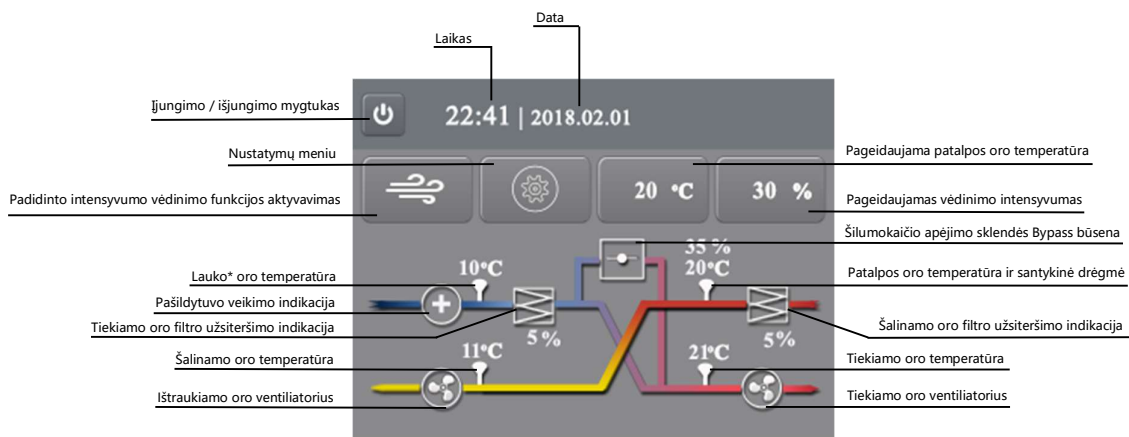 Data
Laikas
Įjungimo / išjungimo mygtukas
22:41 | 2018.02.01
Nustatymų meniu
Pageidaujama patalpos oro temperatūra
20 °C
30 %
Padidinto intensyvumo vėdinimo funkcijos aktyvavimas
Pageidaujamas vėdinimo intensyvumas
Šilumokaičio apėjimo sklendės Bypass būsena
35 %
Lauko* oro temperatūra
10°C
20°C
Patalpos oro temperatūra ir santykinė drėgmė
Pašildytuvo veikimo indikacija
Tiekiamo oro filtro užsiteršimo indikacija
5%
5%
Šalinamo oro filtro užsiteršimo indikacija
Šalinamo oro temperatūra
11°C
21°C
Tiekiamo oro temperatūra
Ištraukiamo oro ventiliatorius
Tiekiamo oro ventiliatorius